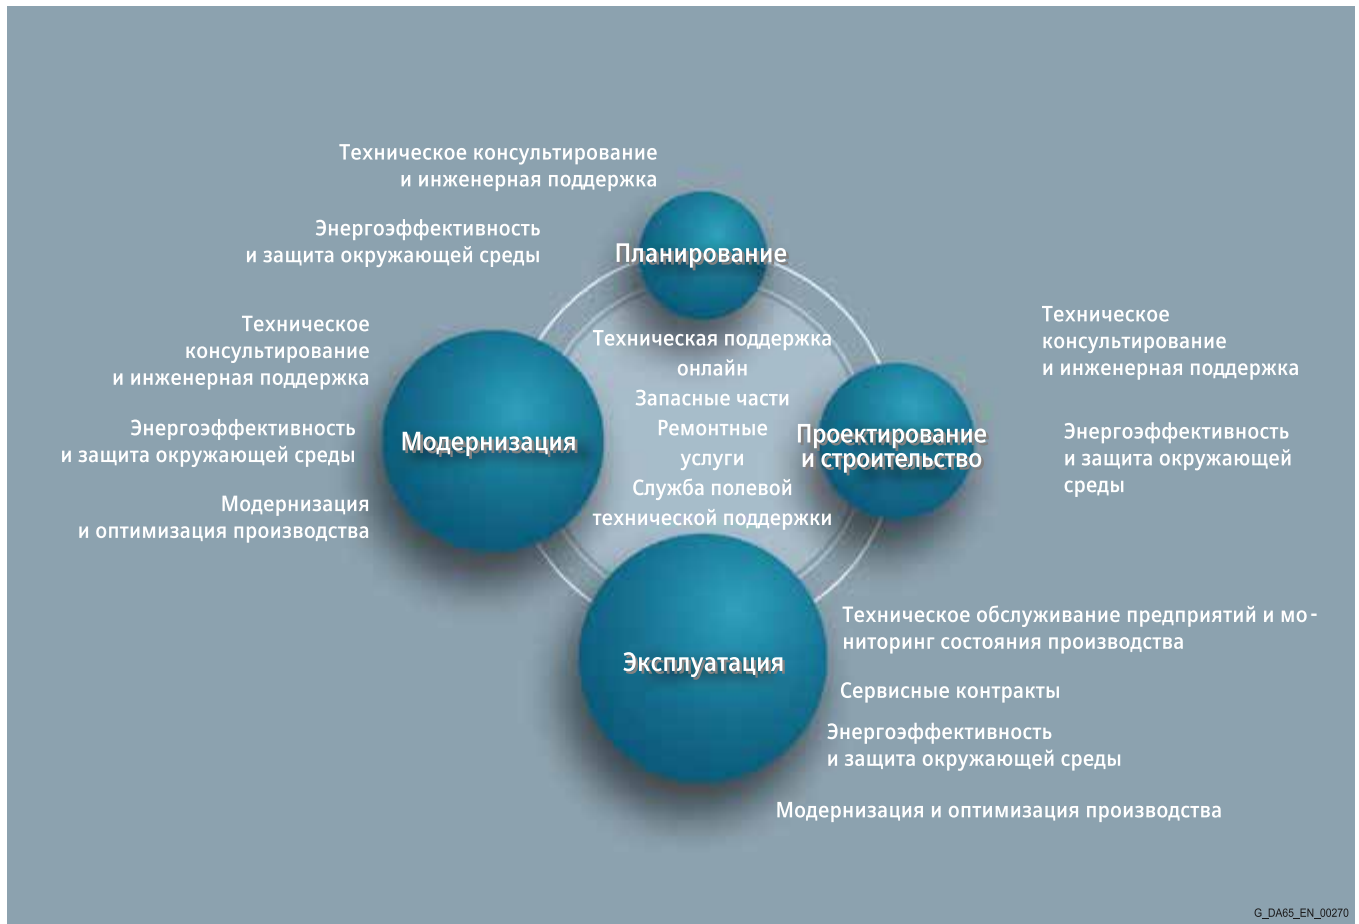 Техническое консультирование
и инженерная поддержка
Энергоэффективность
и защита окружающей среды
Планирование
Техническое
консультирование
и инженерная поддержка
Энергоэффективность
и защита окружающей среды
Модернизация
и оптимизация производства
Модернизация
Техническая поддержка
онлайн
Запасные части
Ремонтные
услуги
Служба полевой
технической поддержки
Проектирование
и строительство
Техническое
консультирование
и инженерная поддержка
Энергоэффективность
и защита окружающей
среды
Эксплуатация
Техническое обслуживание предприятий и мо-
ниторинг состояния производства
Сервисные контракты
Энергоэффективность
и защита окружающей среды
Модернизация и оптимизация производства
G_DA65_EN_00270